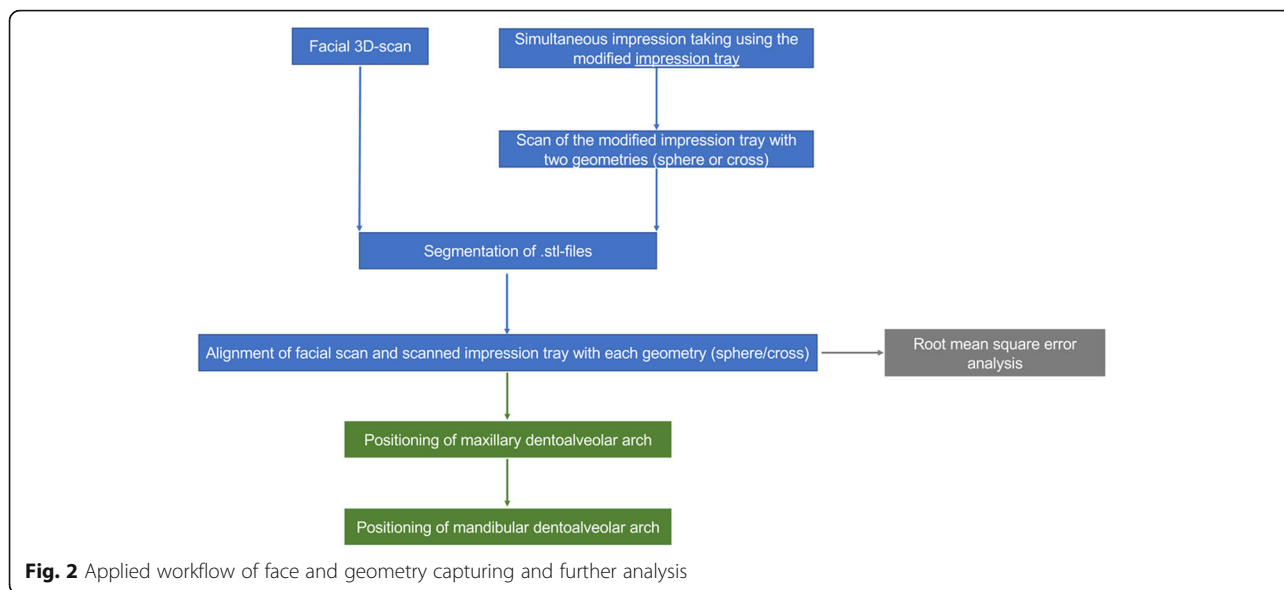 Facial 3D-scan
Simultaneous impression taking using the
modified impression tray
Scan of the modified impression tray with
two geometries (sphere or cross)
Segmentation of .stl-files
Alignment of facial scan and scanned impression tray with each geometry (sphere/cross)
Root mean square error
analysis
Positioning of maxillary dentoalveolar arch
Positioning of mandibular dentoalveolar arch
Fig. 2 Applied workflow of face and geometry capturing and further analysis